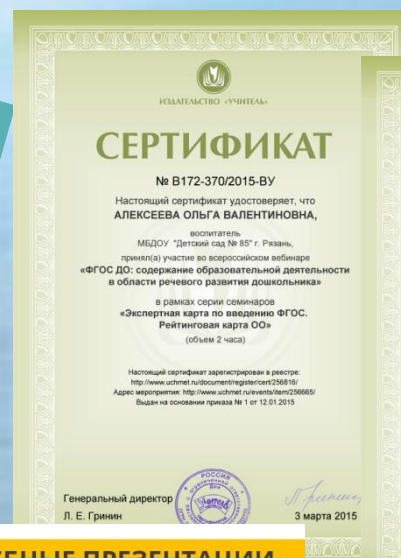 ИЗДАТЕЛЬСТВО «УЧИТЕЛЬ»
СЕРТИФИКАТ
№ В172-370/2015-ВУ
Настоящий сертификат удостоверяет, что
АЛЕКСЕЕВА ОЛЬГА ВАЛЕНТИНОВНА,
воспитатель
МБДОУ "Детский сад № 85" г. Рязань,
принял(а) участие во всероссийском вебинаре
«ФГОС ДО: содержание образовательной деятельности
в области речевого развития дошкольника»
в рамках серии семинаров
«Экспертная карта по введению ФГОС.
Рейтинговая карта ОО»
(объем 2 часа)
Настоящий сертификат зарегистрирован в реестре:
http://www.uchmet.ru/document/register/cert/256816/
Адрес мероприятия: http://www.uchmet.ru/events/item/256665/
Выдан на основании приказа № 1 от 12.01.2015
РОССИЯ
Учитель
Генеральный директор
Л. Е. Гринин
3 марта 2015
ПРЕЗЕНТАЦИИ